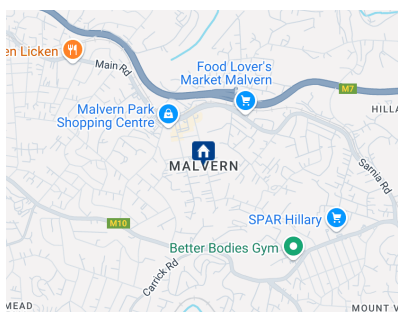 en Licken
Main Rd
Food Lover's
Market Malvern
M7
HILLA
Malvern Park
Shopping Centre
MALVERN
Sarnia Rd
SPAR Hillary
M10
Better Bodies Gym
Carrick Rd
MEAD
MOUNT V